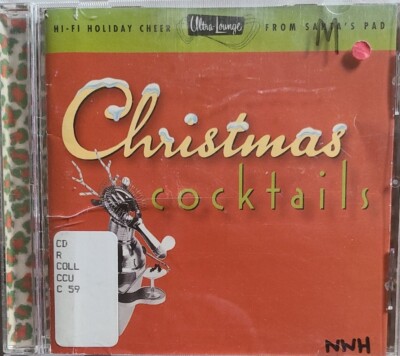 HI-FI HOLIDAY CHEER Ultra-Lounge FROM SANTA'S PAD
Christmas
cocktails
CD
R
COLL
CCU
C 59
NWH